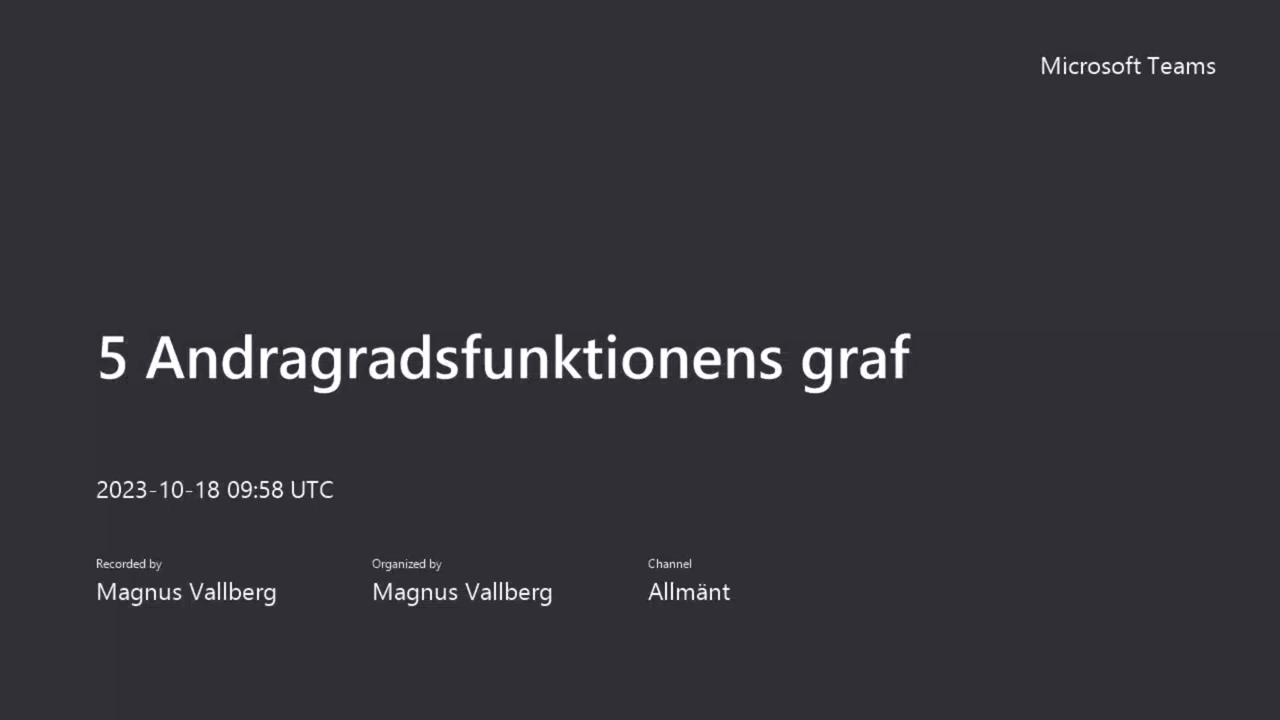 Microsoft Teams
5 Andragradsfunktionens graf
2023-10-18 09:58 UTC
Recorded by
Magnus Vallberg
Organized by
Magnus Vallberg
Channel
Allmänt